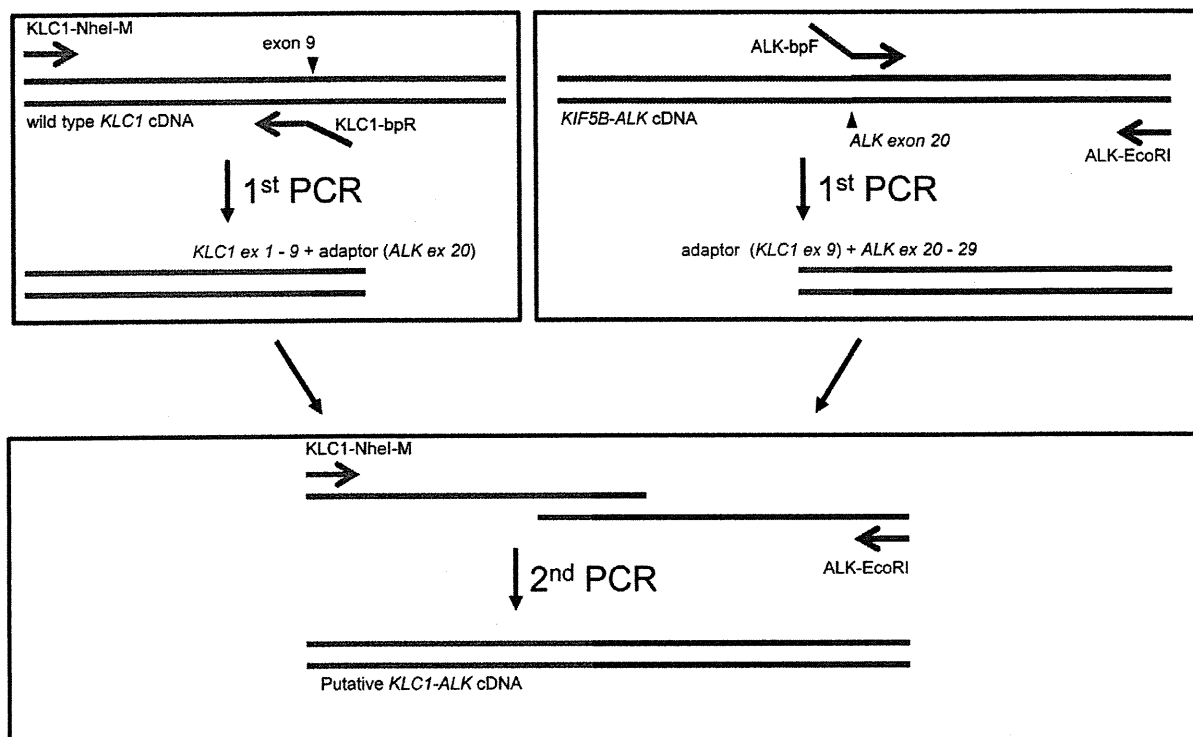 KLC1-NheI-M
exon 9
wild type KLC1 cDNA
KLC1-bpR
1st PCR
KLC1 ex 1 - 9 + adaptor (ALK ex 20)
ALK-bpF
KIF5B-ALK cDNA
ALK exon 20
ALK-EcoRI
1st PCR
adaptor (KLC1 ex 9) + ALK ex 20 - 29
KLC1-NheI-M
ALK-EcoRI
2nd PCR
Putative KLC1-ALK cDNA